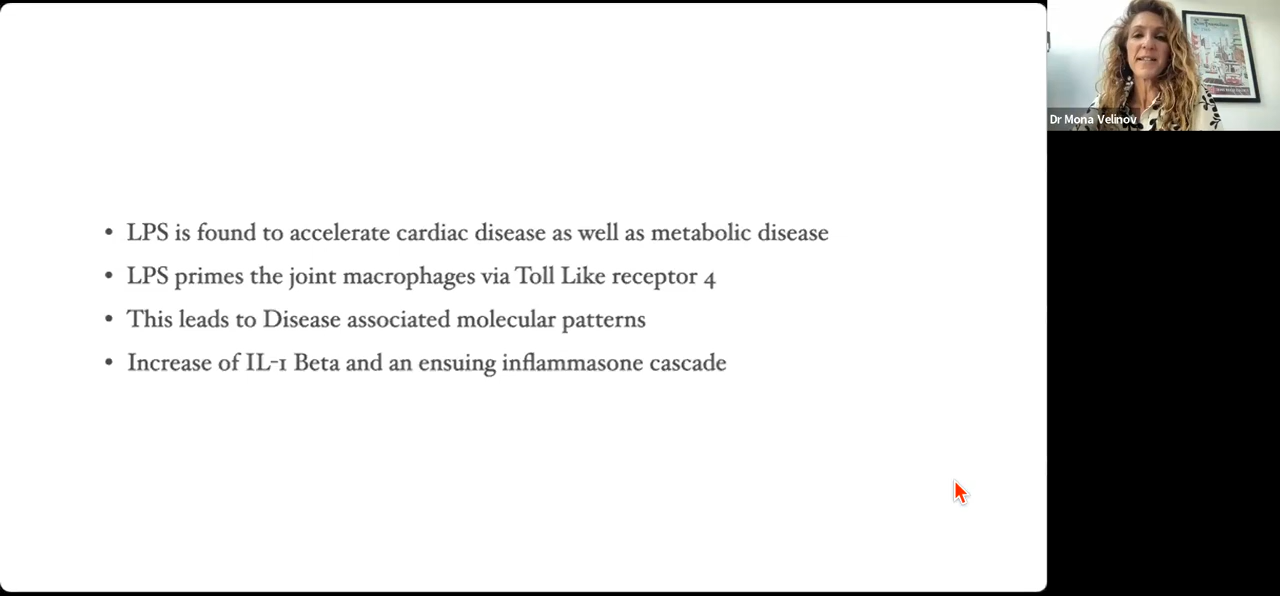 • LPS is found to accelerate cardiac disease as well as metabolic disease
• LPS primes the joint macrophages via Toll Like receptor 4
• This leads to Disease associated molecular patterns
• Increase of IL-1 Beta and an ensuing inflammasone cascade
Dr Mona Velinov